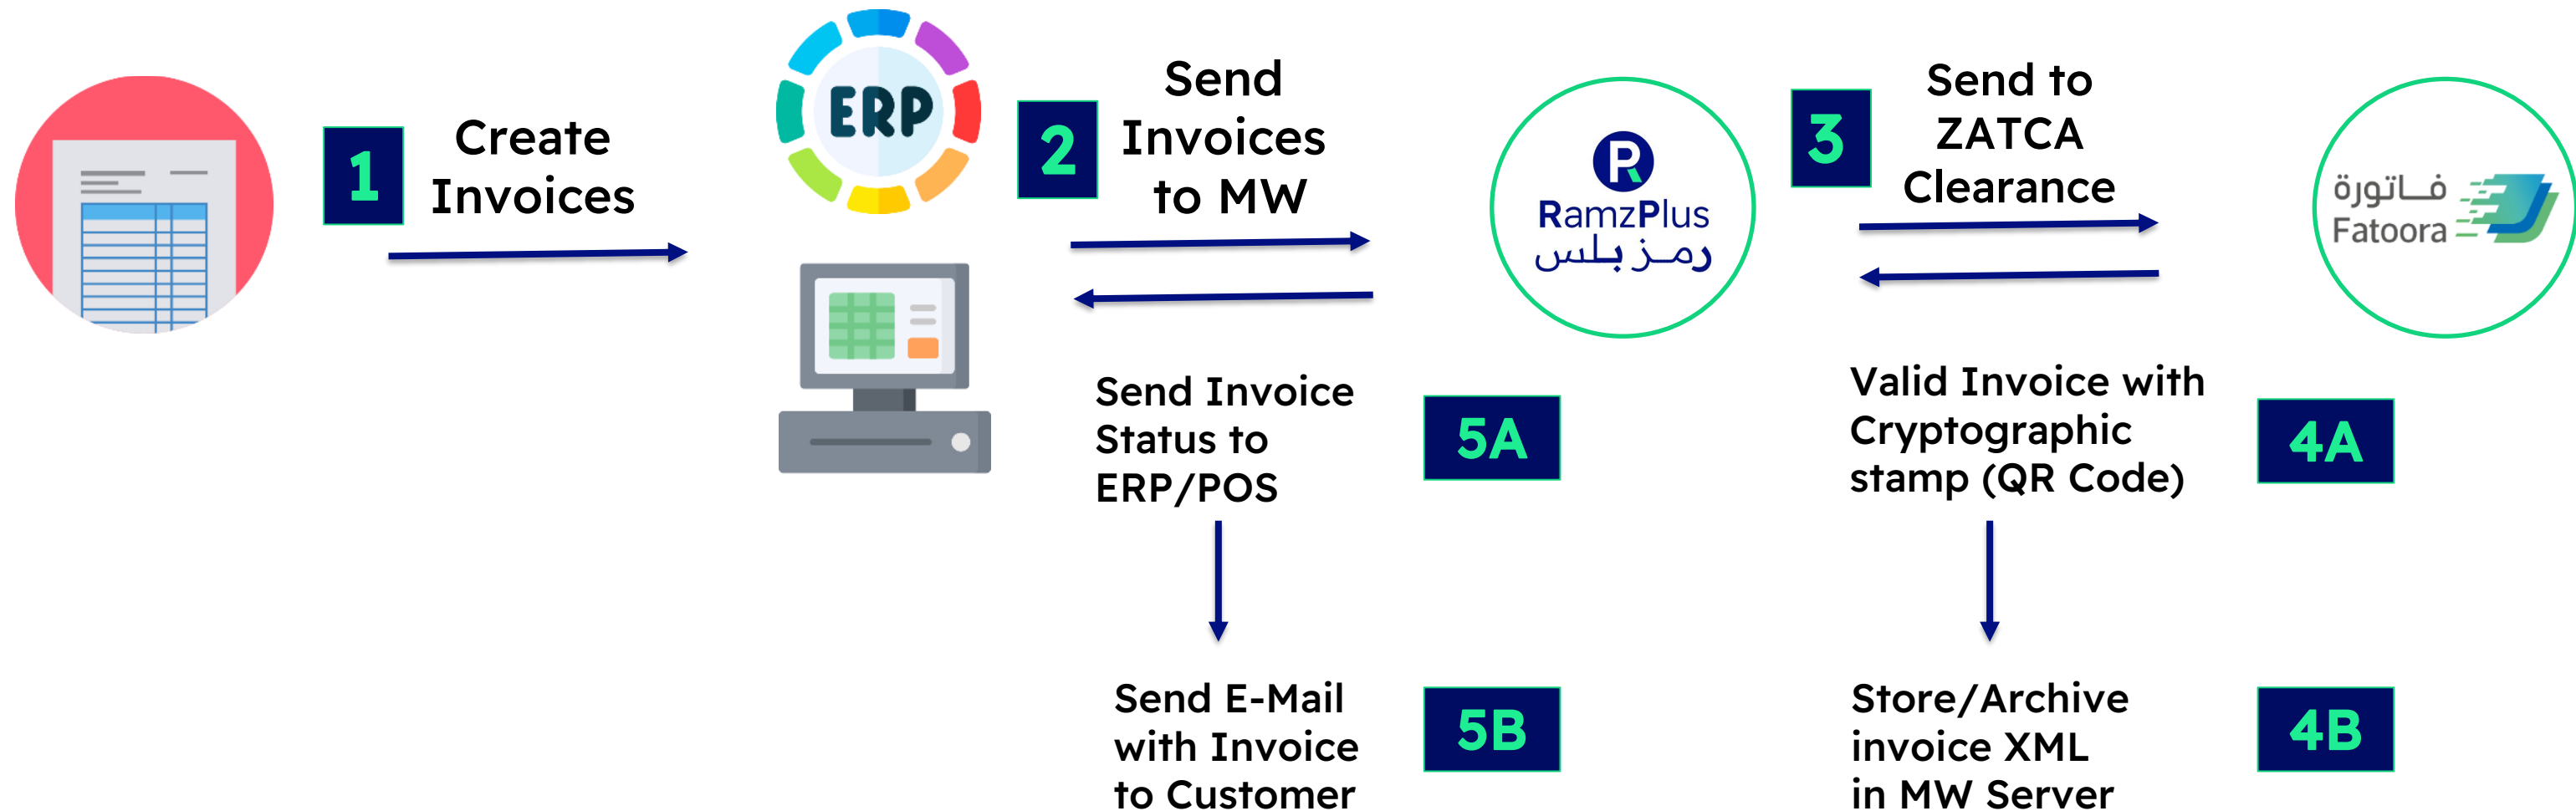 1
Create
Invoices
ERP
2
Send
Invoices
to MW
RamzPlus
رمز بلس
3
Send to
ZATCA
Clearance
فاتورة
Fatoora
Send Invoice
Status to
ERP/POS
5A
Valid Invoice with
Cryptographic
stamp (QR Code)
4A
Send E-Mail
with Invoice
to Customer
5B
Store/Archive
invoice XML
in MW Server
4B